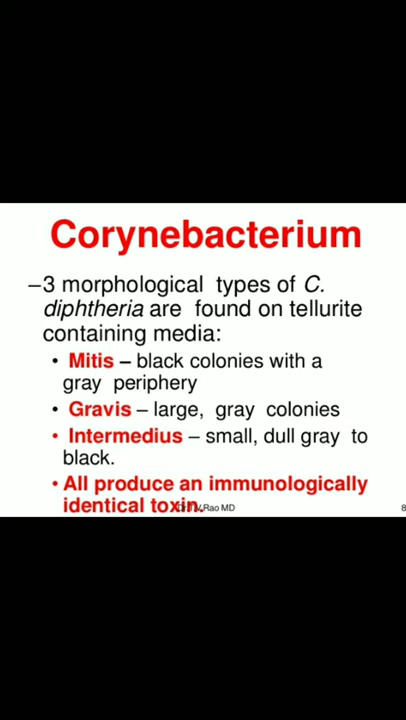 Corynebacterium
–3 morphological types of C.
diphtheria are found on tellurite
containing media:
• Mitis – black colonies with a
gray periphery
• Gravis – large, gray colonies
• Intermedius – small, dull gray to
black.
• All produce an immunologically
identical toxin.
Rao MD
8